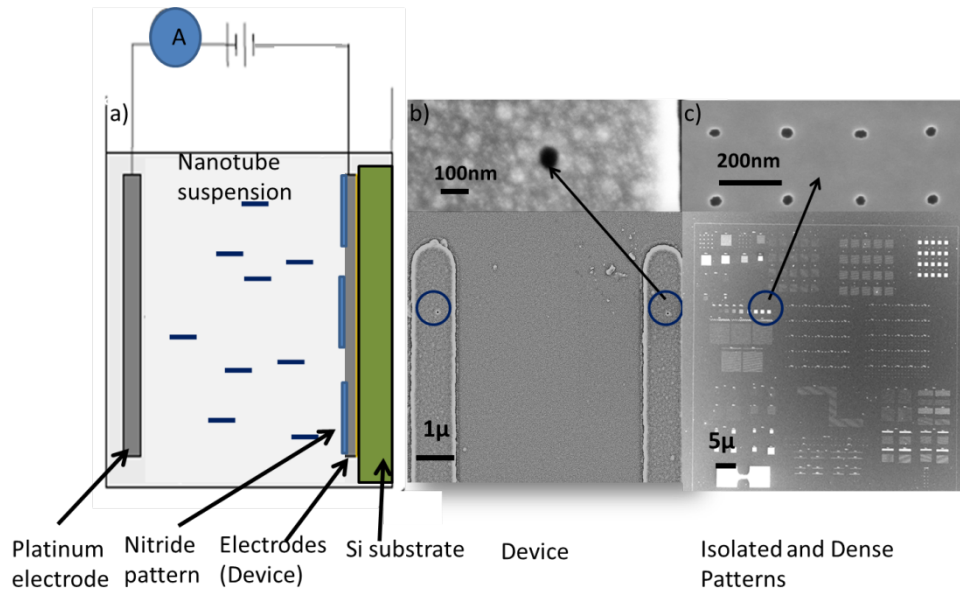 A
a)
Nanotube
suspension
b)
100nm
c)
200nm
1µ
5µ
Platinum
electrode
Nitride
pattern
Electrodes
(Device)
Si substrate
Device
Isolated and Dense
Patterns